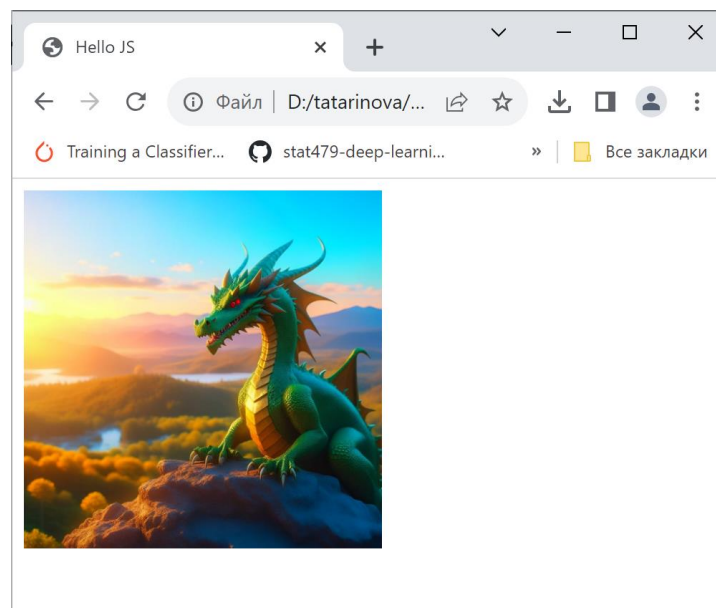 Hello JS
Файл D:/tatarinova/...
Training a Classifier... stat479-deep-learni... » Все закладки